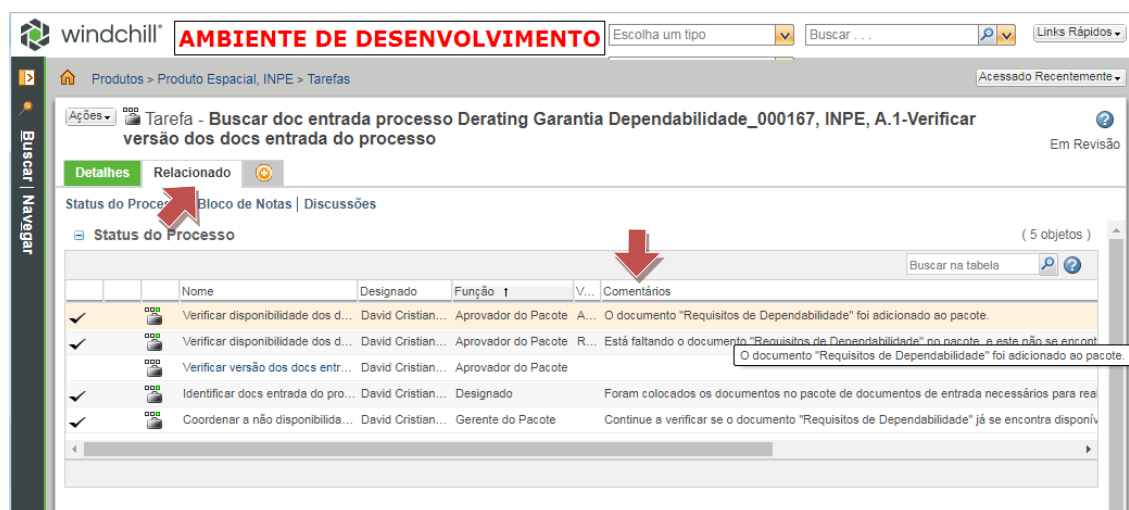 windchill® AMBIENTE DE DESENVOLVIMENTO Escolha um tipo Buscar . . . Links Rápidos
Produtos > Produto Espacial, INPE > Tarefas Acessado Recentemente
Ações Tarefa - Buscar doc entrada processo Derating Garantia Dependabilidade_000167, INPE, A.1-Verificar
versão dos docs entrada do processo
Em Revisão
Buscar | Navegar
Detalhes Relacionado
Status do Proces Bloco de Notas | Discussões
Status do Processo ( 5 objetos )
Buscar na tabela
Nome Designado Função V... Comentários
Verificar disponibilidade dos d... David Cristian... Aprovador do Pacote A... O documento "Requisitos de Dependabilidade" foi adicionado ao pacote.
Verificar disponibilidade dos d... David Cristian... Aprovador do Pacote R... Está faltando o documento "Requisitos de Dependabilidade" no pacote, e este não se encont
O documento "Requisitos de Dependabilidade" foi adicionado ao pacote.
Verificar versão dos docs entr... David Cristian... Aprovador do Pacote
Identificar docs entrada do pro... David Cristian... Designado Foram colocados os documentos no pacote de documentos de entrada necessários para real
Coordenar a não disponibilida... David Cristian... Gerente do Pacote Continue a verificar se o documento "Requisitos de Dependabilidade" já se encontra disponív